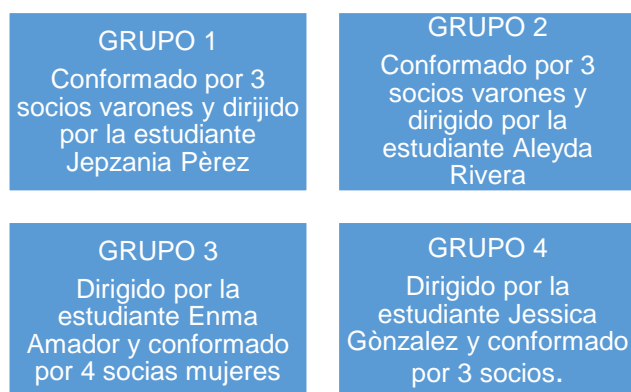 GRUPO 1
Conformado por 3
socios varones y dirijido
por la estudiante
Jepzania Pèrez
GRUPO 2
Conformado por 3
socios varones y
dirigido por la
estudiante Aleyda
Rivera
GRUPO 3
Dirigido por la
estudiante Enma
Amador y conformado
por 4 socias mujeres
GRUPO 4
Dirigido por la
estudiante Jessica
Gònzalez y conformado
por 3 socios.